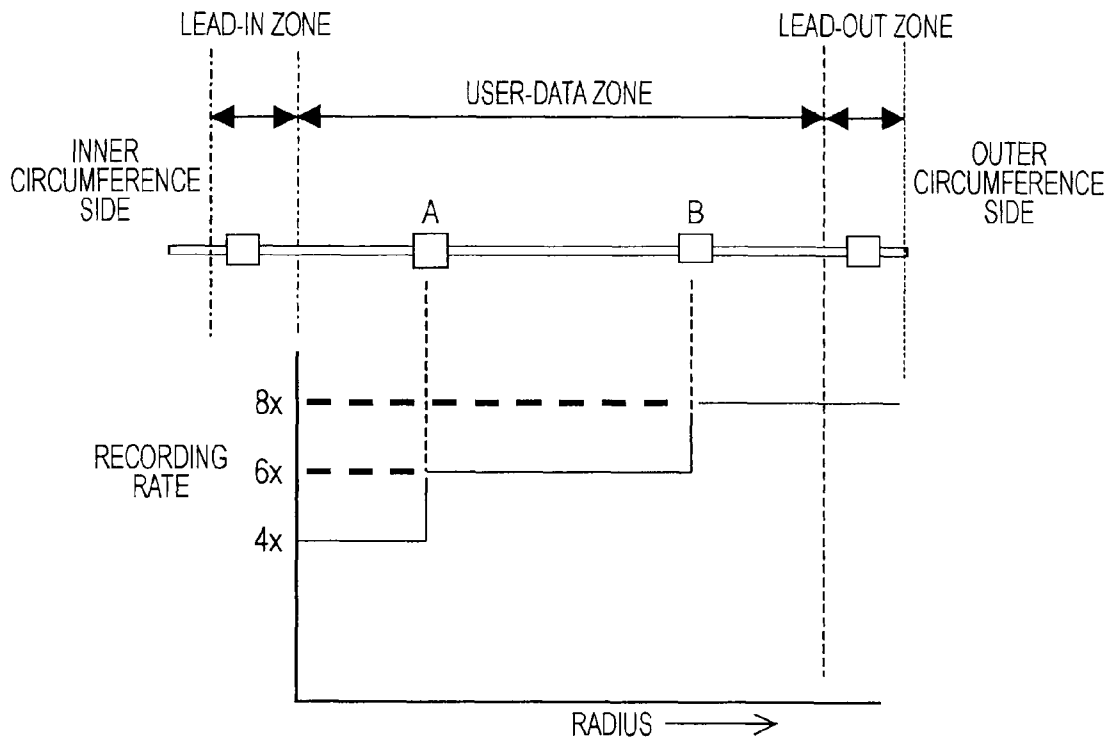 LEAD-IN ZONE
LEAD-OUT ZONE
USER-DATA ZONE
INNER
CIRCUMFERENCE
SIDE
OUTER
CIRCUMFERENCE
SIDE
A
B
8x
RECORDING
RATE
6x
4x
RADIUS